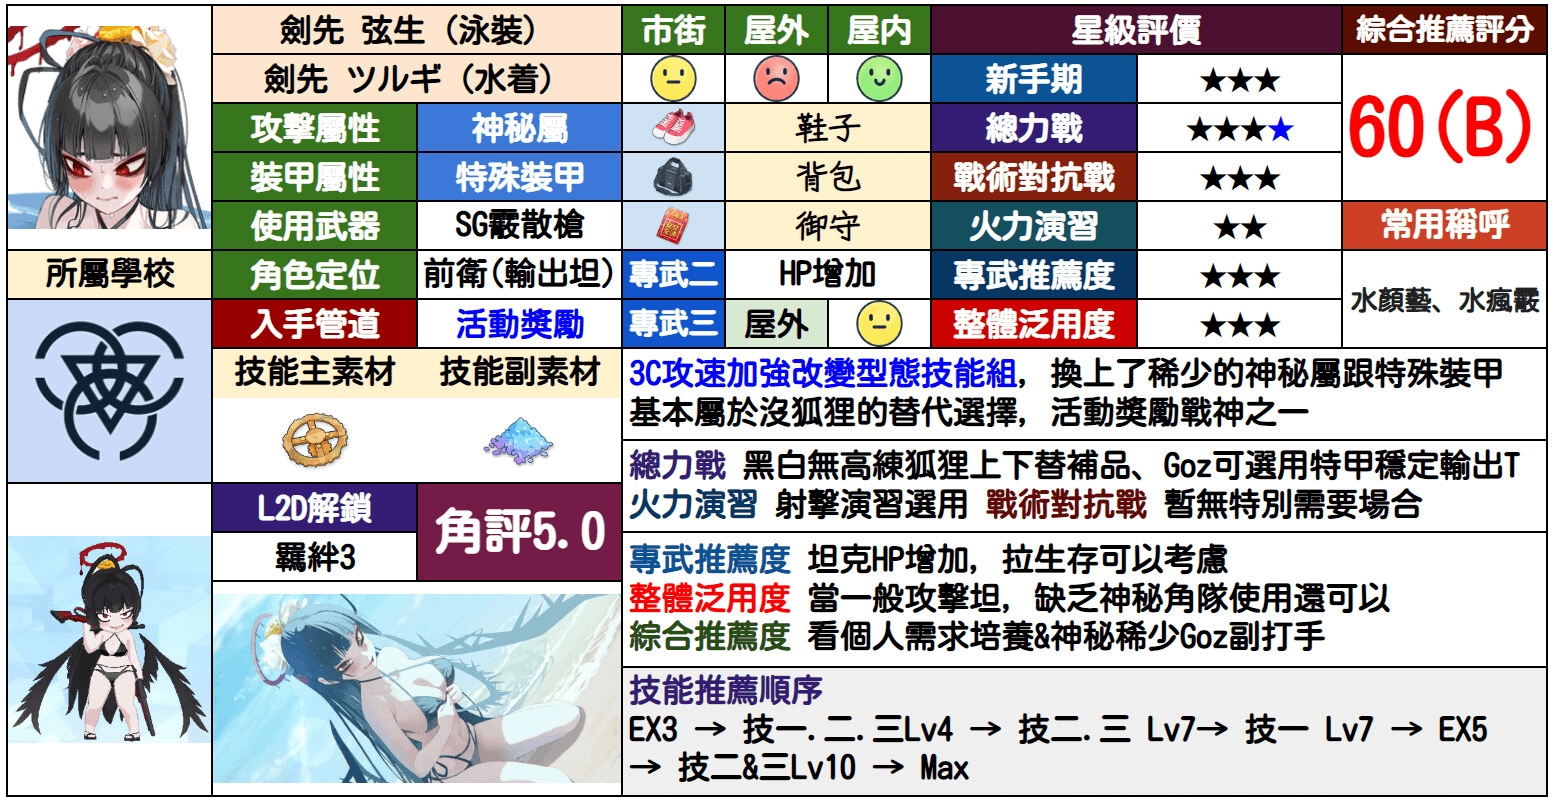 劍先 弦生（泳裝）
劍先 ツルギ（水着）
市街 屋外 屋内
星級評價
綜合推薦評分
新手期 ★★★
60(B)
攻擊屬性 神秘屬
鞋子
總力戰 ★★★★
裝甲屬性 特殊裝甲
背包
戰術對抗戰 ★★★
使用武器 SG霰散槍
御守
火力演習 ★★
常用稱呼
所屬學校
角色定位 前衛(輸出坦)
專武二 HP增加
專武推薦度 ★★★
水顏藝、水瘋霰
入手管道 活動獎勵
專武三 屋外
整體泛用度 ★★★
技能主素材 技能副素材
3C攻速加強改變型態技能組, 換上了稀少的神秘屬跟特殊裝甲
基本屬於沒狐狸的替代選擇, 活動獎勵戰神之一
總力戰 黑白無高練狐狸上下替補品、Goz可選用特甲穩定輸出T
火力演習 射擊演習選用 戰術對抗戰 暫無特別需要場合
L2D解鎖
羈絆3
角評5.0
專武推薦度 坦克HP增加, 拉生存可以考慮
整體泛用度 當一般攻擊坦, 缺乏神秘角隊使用還可以
綜合推薦度 看個人需求培養&神秘稀少Goz副打手
技能推薦順序
EX3 → 技一.二.三Lv4 → 技二.三 Lv7→ 技一 Lv7 → EX5
→ 技二&三Lv10 → Max